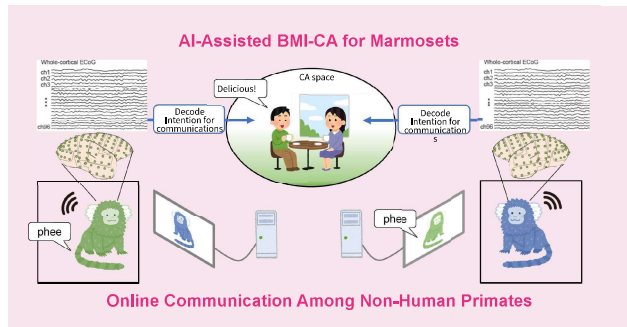 AI-Assisted BMI-CA for Marmosets
Whole-cortical ECoG
ch1
ch2
ch3
ch96
Decode
Intention for
communications
Delicious!
CA space
Decode
Intention for
communication
s
Whole-cortical ECoG
ch1
ch2
ch3
ch96
phee
phee
Online Communication Among Non-Human Primates